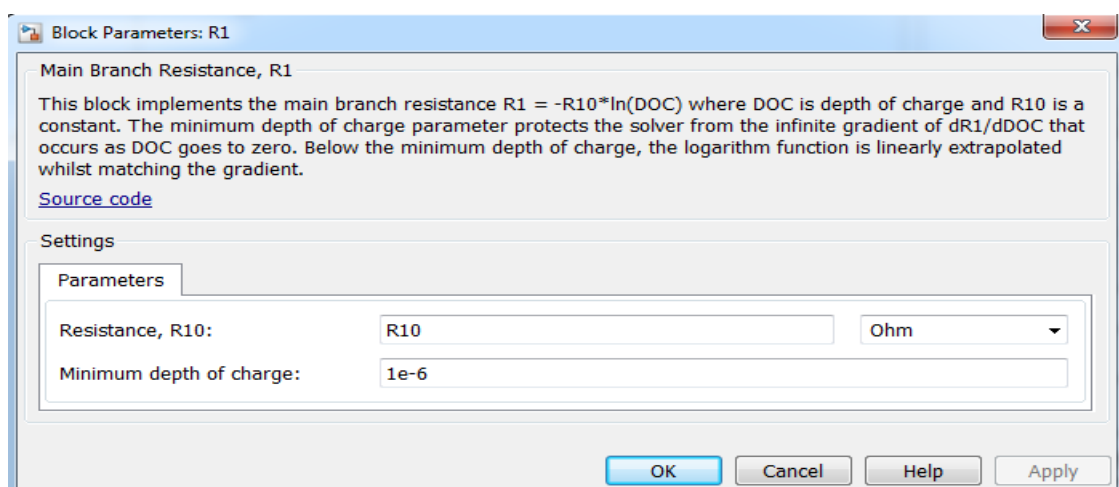 Block Parameters: R1
Main Branch Resistance, R1
This block implements the main branch resistance R1 = -R10*ln(DOC) where DOC is depth of charge and R10 is a
constant. The minimum depth of charge parameter protects the solver from the infinite gradient of dR1/dDOC that
occurs as DOC goes to zero. Below the minimum depth of charge, the logarithm function is linearly extrapolated
whilst matching the gradient.
Source code
Settings
Parameters
Resistance, R10: R10 Ohm
Minimum depth of charge: 1e-6
OK Cancel Help Apply